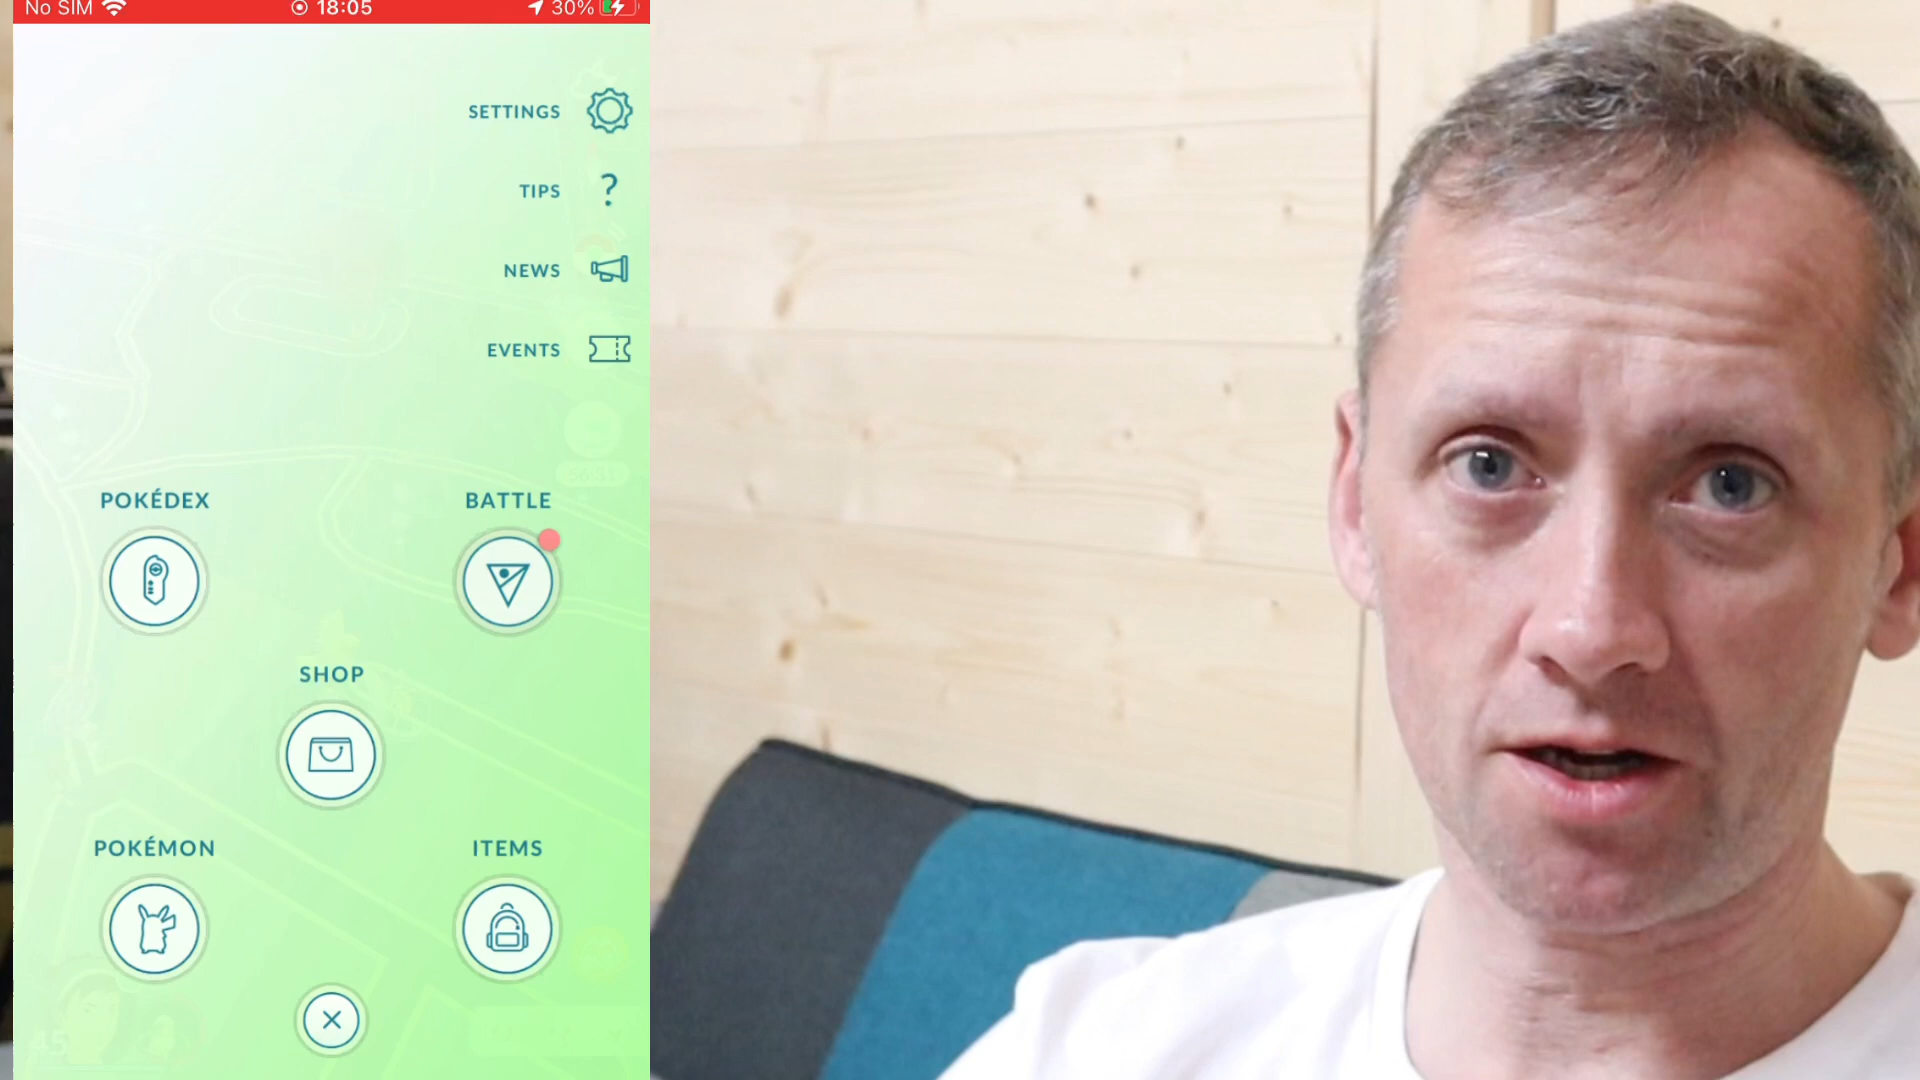 No SIM 18:05 30%
SETTINGS
TIPS
?
NEWS
EVENTS
POKÉDEX
BATTLE
SHOP
POKÉMON
ITEMS